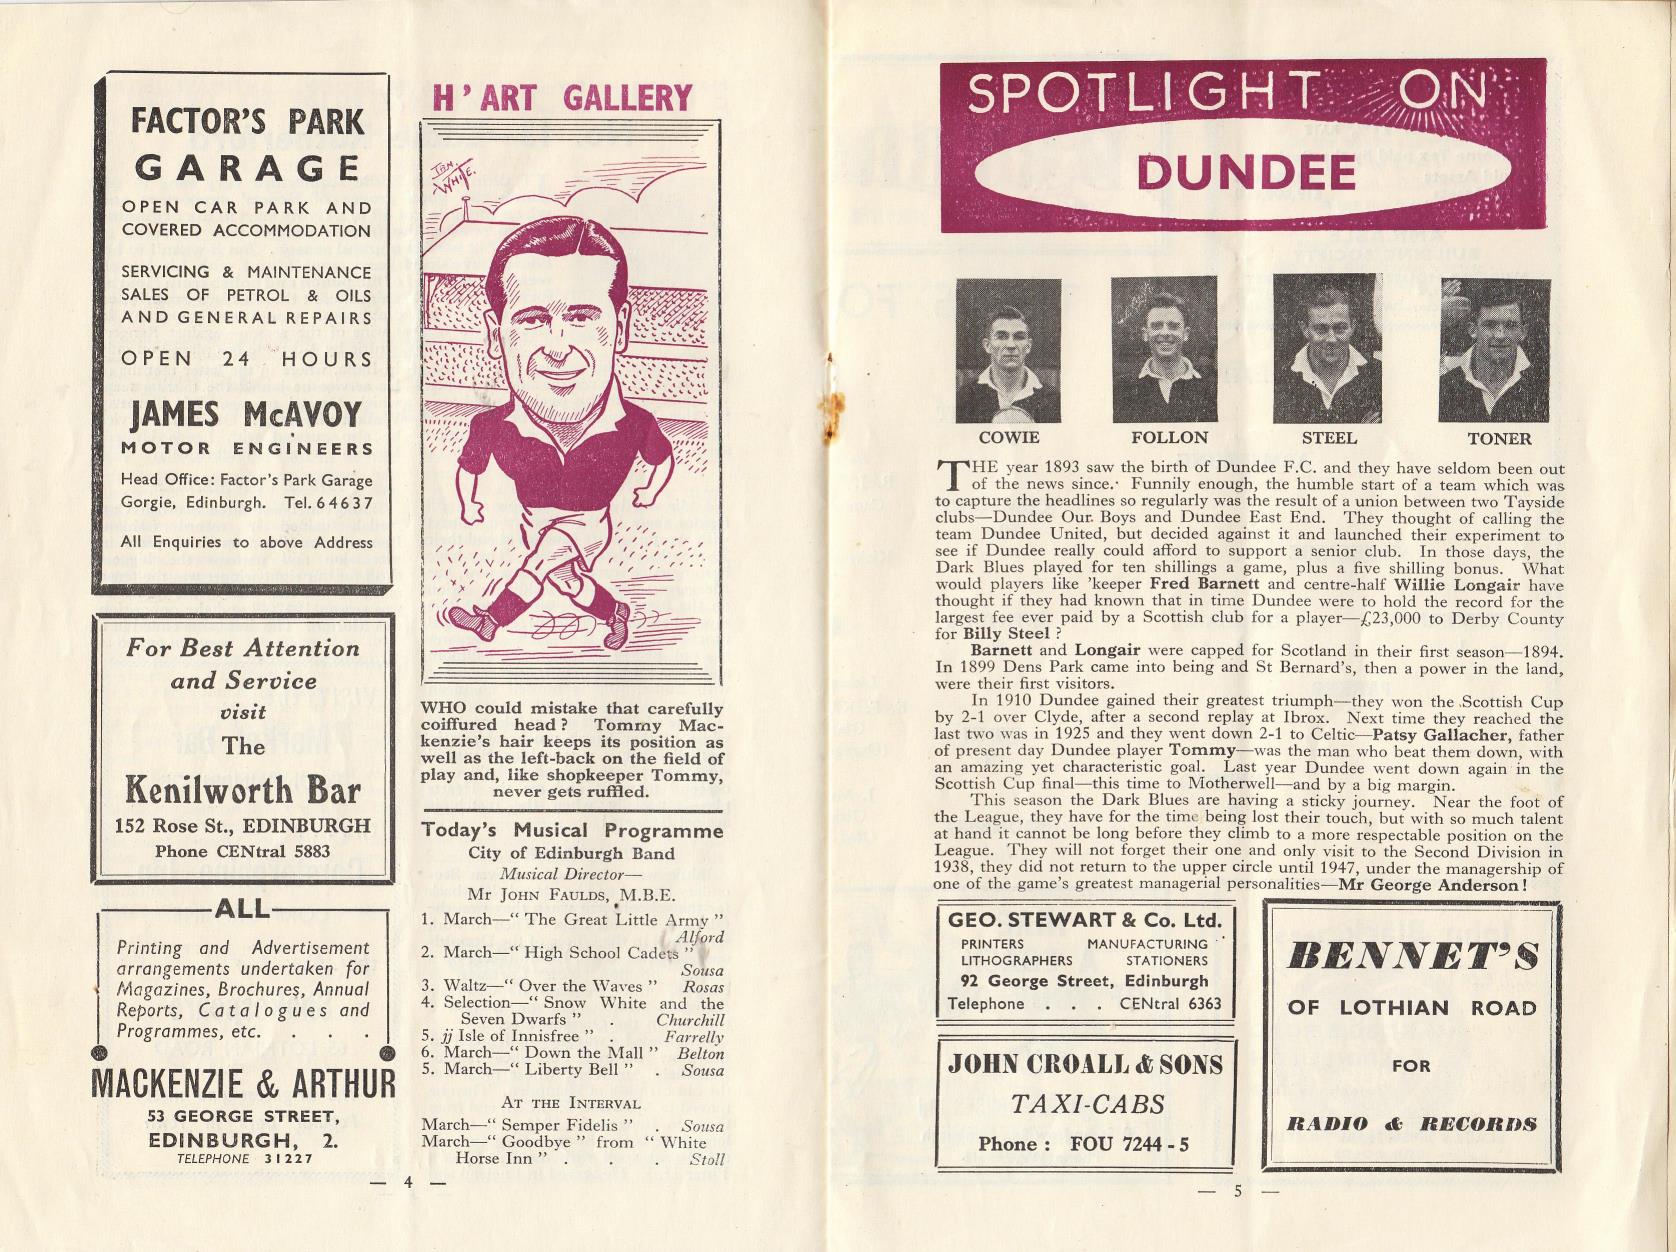 FACTOR'S PARK
GARAGE
OPEN CAR PARK AND
COVERED ACCOMMODATION
SERVICING & MAINTENANCE
SALES OF PETROL & OILS
AND GENERAL REPAIRS
OPEN 24 HOURS
JAMES McAVOY
MOTOR ENGINEERS
Head Office: Factor's Park Garage
Gorgie, Edinburgh. Tel. 64637
All Enquiries to above Address
For Best Attention
and Service
visit
The
Kenilworth Bar
152 Rose St., EDINBURGH
Phone CENtral 5883
ALL
Printing and Advertisement
arrangements undertaken for
Magazines, Brochures, Annual
Reports, Catalogues and
Programmes, etc. . . .
MACKENZIE & ARTHUR
53 GEORGE STREET,
EDINBURGH, 2.
TELEPHONE 31227
H'ART GALLERY
TOM.
WHITE.
WHO could mistake that carefully
coiffured head? Tommy Mac-
kenzie's hair keeps its position as
well as the left-back on the field of
play and, like shopkeeper Tommy,
never gets ruffled.
Today's Musical Programme
City of Edinburgh Band
Musical Director—
Mr JOHN FAULDS, M.B.E.
1. March—"The Great Little Army"
Alford
2. March—"High School Cadets"
Sousa
3. Waltz—"Over the Waves" Rosas
4. Selection—"Snow White and the
Seven Dwarfs" . Churchill
5. jj Isle of Innisfree" . Farrelly
6. March—"Down the Mall" Belton
5. March—"Liberty Bell" . Sousa
AT THE INTERVAL
March—"Semper Fidelis" . Sousa
March—"Goodbye" from "White
Horse Inn" . . . Stoll
— 4 —
SPOTLIGHT ON
DUNDEE
COWIE FOLLON STEEL TONER
THE year 1893 saw the birth of Dundee F.C. and they have seldom been out
of the news since. Funnily enough, the humble start of a team which was
to capture the headlines so regularly was the result of a union between two Tayside
clubs—Dundee Our Boys and Dundee East End. They thought of calling the
team Dundee United, but decided against it and launched their experiment to
see if Dundee really could afford to support a senior club. In those days, the
Dark Blues played for ten shillings a game, plus a five shilling bonus. What
would players like 'keeper Fred Barnett and centre-half Willie Longair have
thought if they had known that in time Dundee were to hold the record for the
largest fee ever paid by a Scottish club for a player—£23,000 to Derby County
for Billy Steel?
Barnett and Longair were capped for Scotland in their first season—1894.
In 1899 Dens Park came into being and St Bernard's, then a power in the land,
were their first visitors.
In 1910 Dundee gained their greatest triumph—they won the Scottish Cup
by 2-1 over Clyde, after a second replay at Ibrox. Next time they reached the
last two was in 1925 and they went down 2-1 to Celtic—Patsy Gallacher, father
of present day Dundee player Tommy—was the man who beat them down, with
an amazing yet characteristic goal. Last year Dundee went down again in the
Scottish Cup final—this time to Motherwell—and by a big margin.
This season the Dark Blues are having a sticky journey. Near the foot of
the League, they have for the time being lost their touch, but with so much talent
at hand it cannot be long before they climb to a more respectable position on the
League. They will not forget their one and only visit to the Second Division in
1938, they did not return to the upper circle until 1947, under the managership of
one of the game's greatest managerial personalities—Mr George Anderson!
GEO. STEWART & Co. Ltd.
PRINTERS MANUFACTURING
LITHOGRAPHERS STATIONERS
92 George Street, Edinburgh
Telephone . . . CENtral 6363
JOHN CROALL & SONS
TAXI-CABS
Phone: FOU 7244-5
BENNET'S
OF LOTHIAN ROAD
FOR
RADIO & RECORDS
— 5 —